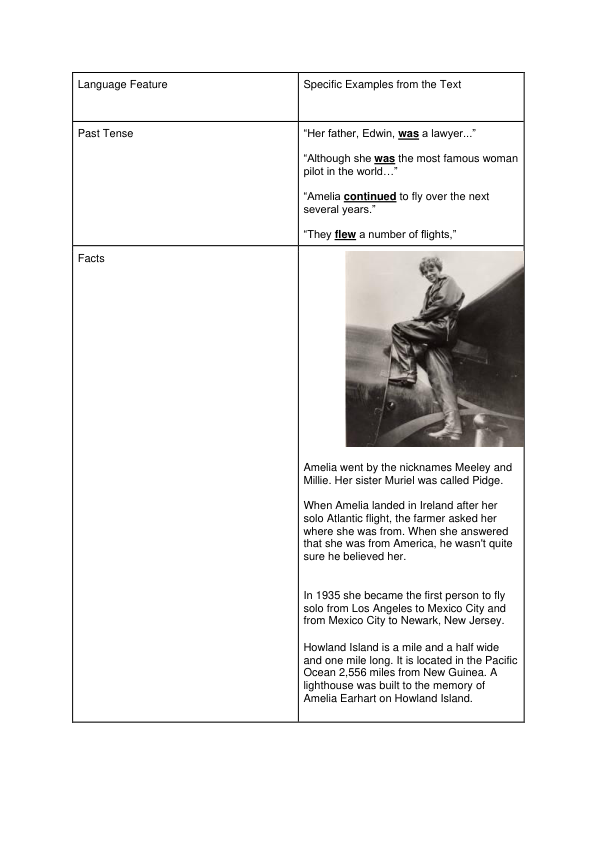 Language Feature
Specific Examples from the Text
Past Tense
“Her father, Edwin, was a lawyer...”
“Although she was the most famous woman
pilot in the world…”
“Amelia continued to fly over the next
several years.”
“They flew a number of flights,”
Facts
Amelia went by the nicknames Meeley and
Millie. Her sister Muriel was called Pidge.
When Amelia landed in Ireland after her
solo Atlantic flight, the farmer asked her
where she was from. When she answered
that she was from America, he wasn't quite
sure he believed her.
In 1935 she became the first person to fly
solo from Los Angeles to Mexico City and
from Mexico City to Newark, New Jersey.
Howland Island is a mile and a half wide
and one mile long. It is located in the Pacific
Ocean 2,556 miles from New Guinea. A
lighthouse was built to the memory of
Amelia Earhart on Howland Island.